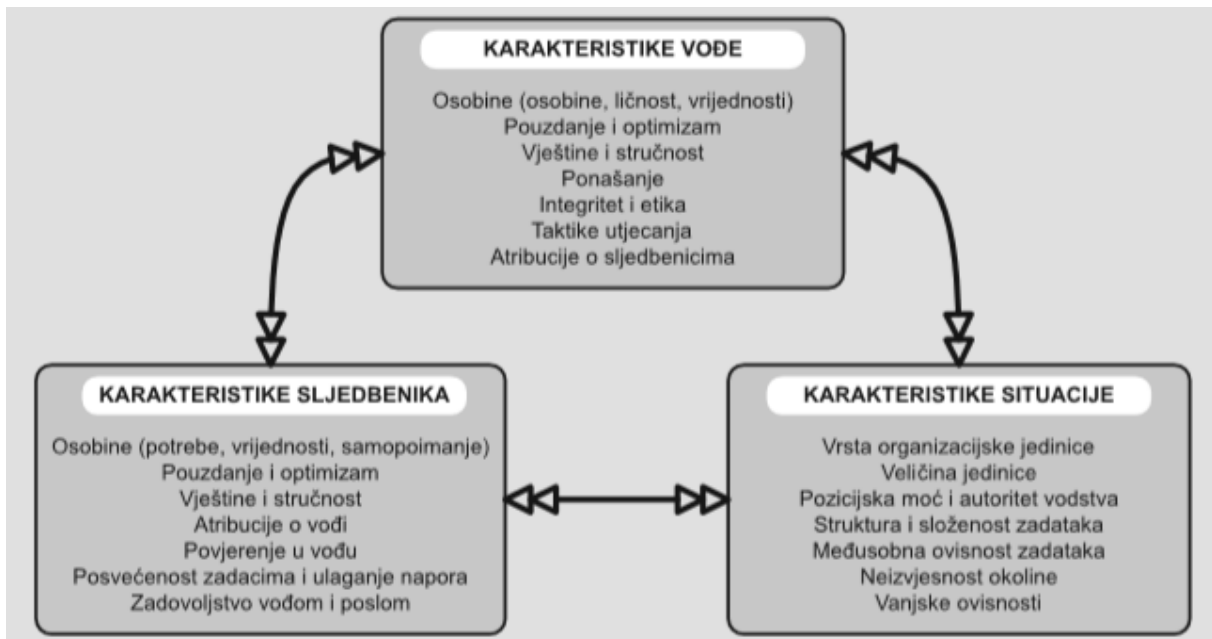 KARAKTERISTIKE VOĐE
Osobine (osobine, ličnost, vrijednosti)
Pouzdanje i optimizam
Vještine i stručnost
Ponašanje
Integritet i etika
Taktike utjecanja
Atribucije o sljedbenicima
KARAKTERISTIKE SLJEDBENIKA
Osobine (potrebe, vrijednosti, samopoimanje)
Pouzdanje i optimizam
Vještine i stručnost
Atribucije o vođi
Povjerenje u vođu
Posvećenost zadacima i ulaganje napora
Zadovoljstvo vođom i poslom
KARAKTERISTIKE SITUACIJE
Vrsta organizacijske jedinice
Veličina jedinice
Pozicijska moć i autoritet vodstva
Struktura i složenost zadataka
Međusobna ovisnost zadataka
Neizvjesnost okoline
Vanjske ovisnosti